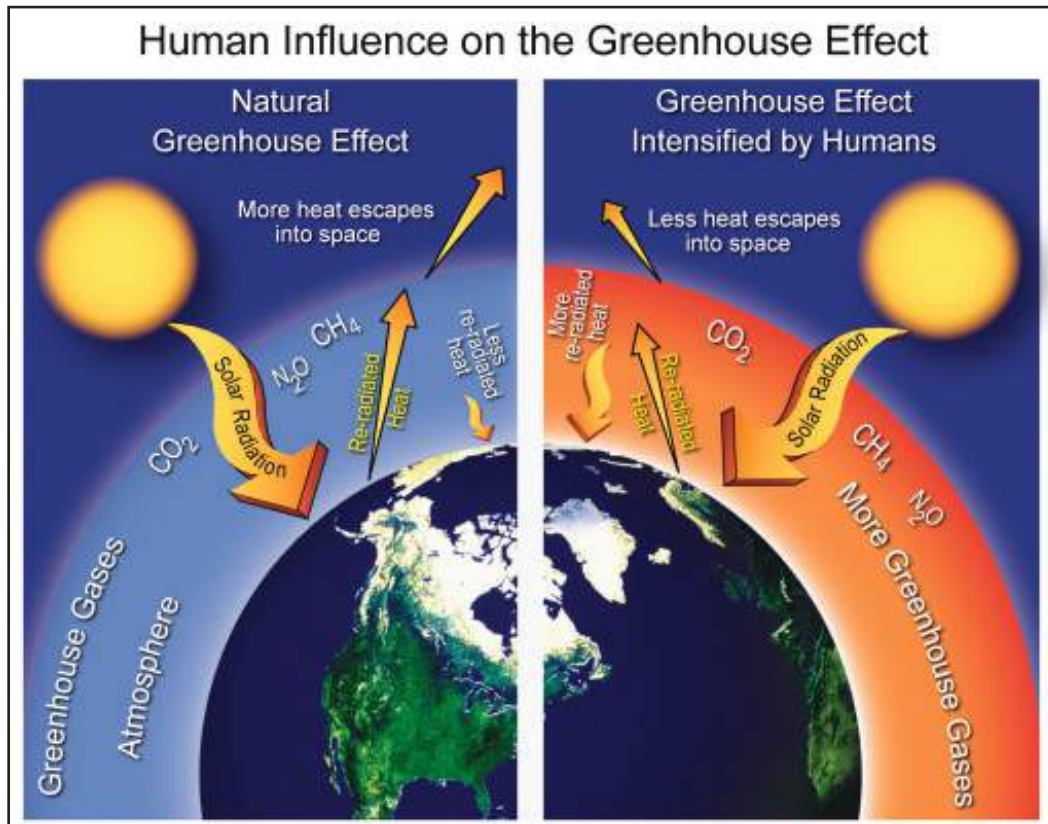 Human Influence on the Greenhouse Effect
Natural
Greenhouse Effect
More heat escapes
into space
Solar Radiation
CO₂
N₂O
CH₄
Re-radiated
Heat
Less
re-radiated
heat
Greenhouse Gases
Atmosphere
Greenhouse Effect
Intensified by Humans
Less heat escapes
into space
More
re-radiated
heat
Re-radiated
Heat
CO₂
Solar Radiation
CH₄
N₂O
More Greenhouse Gases